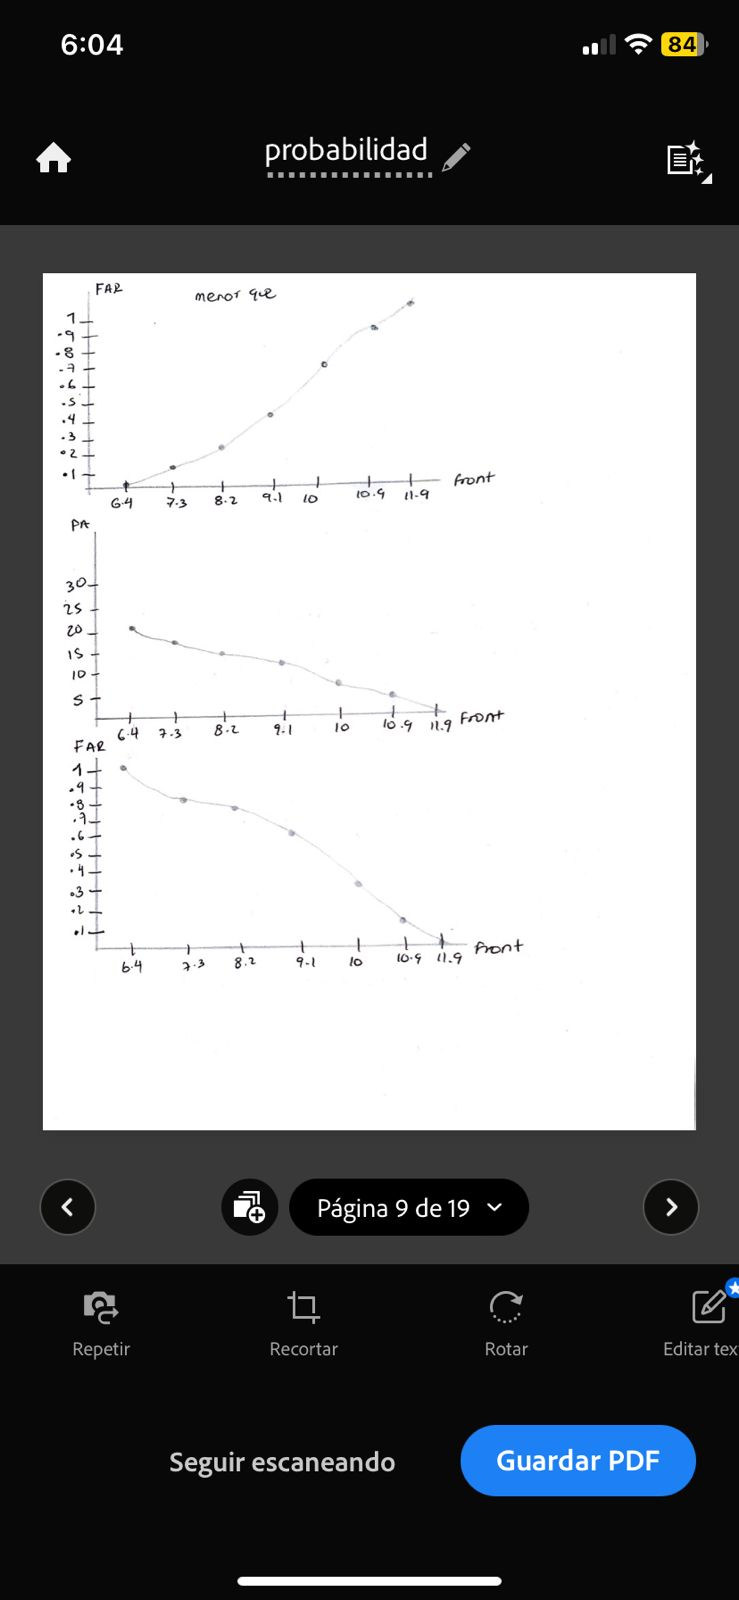 6:04
84
probabilidad
FAR
menor que
1
.9
.8
.7
.6
.5
.4
.3
.2
.1
6.4 7.3 8.2 9.1 10 10.9 11.9 front
PA
30
25
20
15
10
5
6.4 7.3 8.2 9.1 10 10.9 11.9 Front
FAR
1
.9
.8
.7
.6
.5
.4
.3
.2
.1
6.4 7.3 8.2 9.1 10 10.9 11.9 Front
Página 9 de 19
Repetir Recortar Rotar Editar tex
Seguir escaneando Guardar PDF